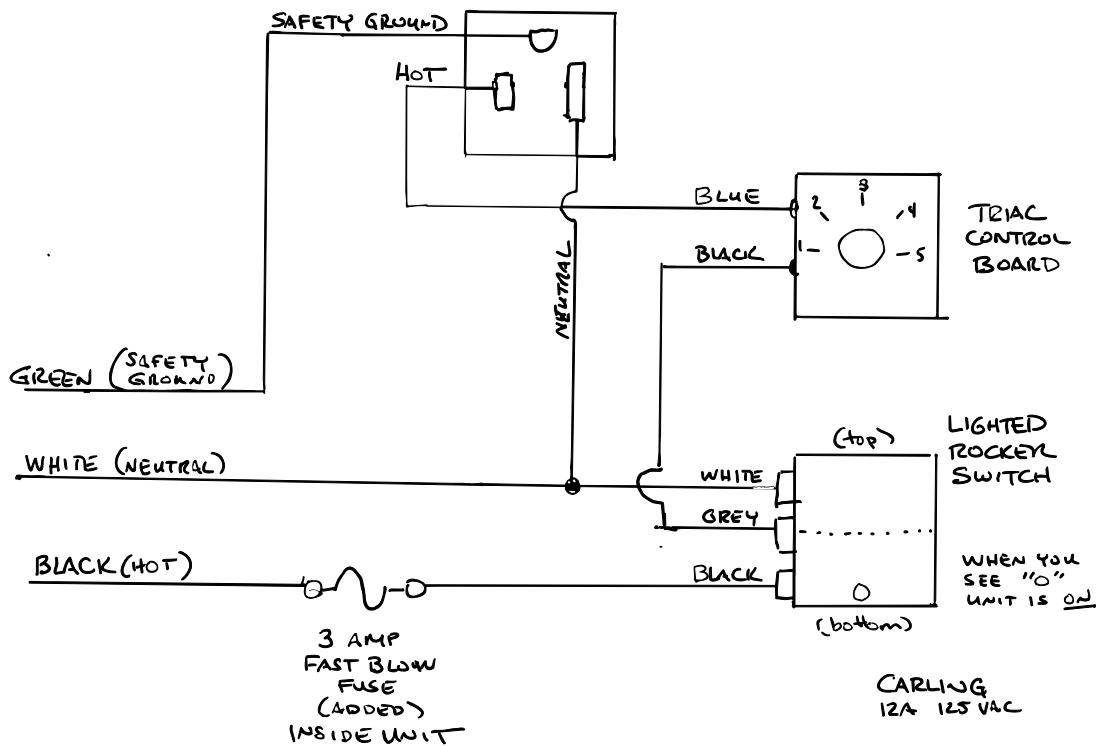 SAFETY GROUND
HOT
BLUE
BLACK
1 2 3 4 5
TRIAC
CONTROL
BOARD
NEUTRAL
GREEN (SAFETY
GROUND)
WHITE (NEUTRAL)
BLACK (HOT)
3 AMP
FAST BLOW
FUSE
(ADDED)
INSIDE UNIT
WHITE
GREY
BLACK
(top)
(bottom)
LIGHTED
ROCKER
SWITCH
WHEN YOU
SEE "O"
UNIT IS ON
CARLING
12A 125 VAC